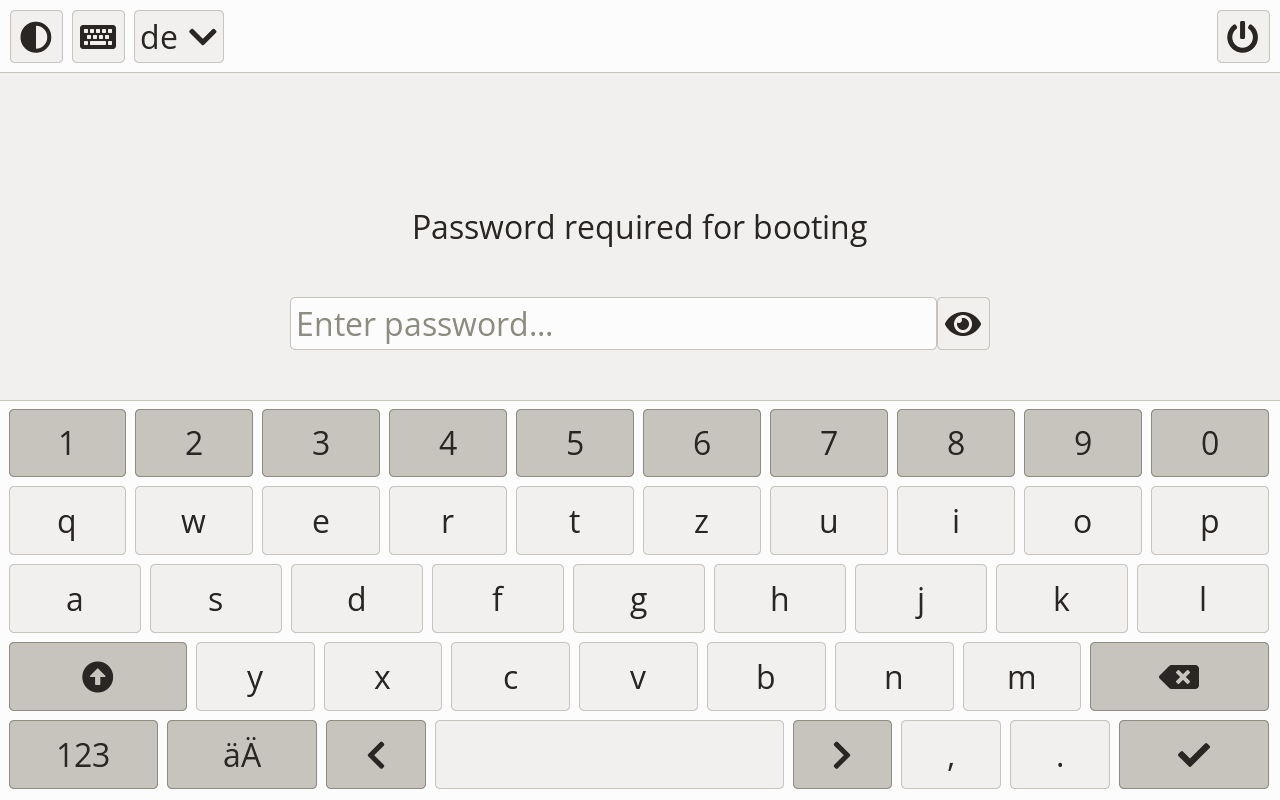 de
Password required for booting
Enter password...
1 2 3 4 5 6 7 8 9 0
q w e r t z u i o p
a s d f g h j k l
y x c v b n m
123 äÄ , .